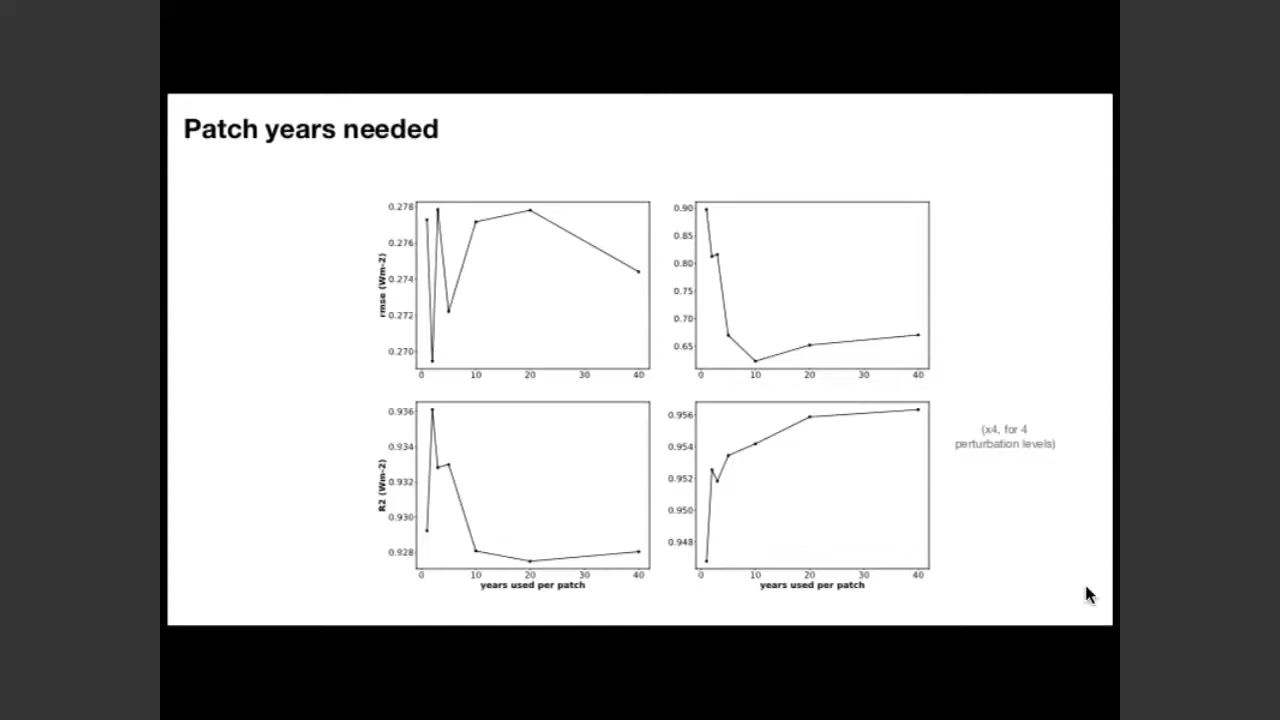 Patch years needed
0.278
0.276
0.274
0.272
0.270
rmse (Wm-2)
0 10 20 30 40
0.90
0.85
0.80
0.75
0.70
0.65
0 10 20 30 40
0.936
0.934
0.932
0.930
0.928
R2 (Wm-2)
0 10 20 30 40
years used per patch
0.956
0.954
0.952
0.950
0.948
0 10 20 30 40
years used per patch
(x4, for 4
perturbation levels)